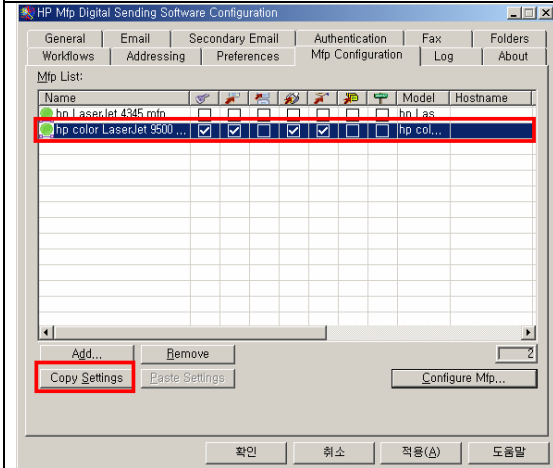 HP Mfp Digital Sending Software Configuration
General Email Secondary Email Authentication Fax Folders
Workflows Addressing Preferences Mfp Configuration Log About
Mfp List:
Name Model Hostname
hp LaserJet 4345 mfp hp Las...
hp color LaserJet 9500 ... hp col...
2
Add... Remove
Copy Settings Paste Settings Configure Mfp...
확인 취소 적용(A) 도움말